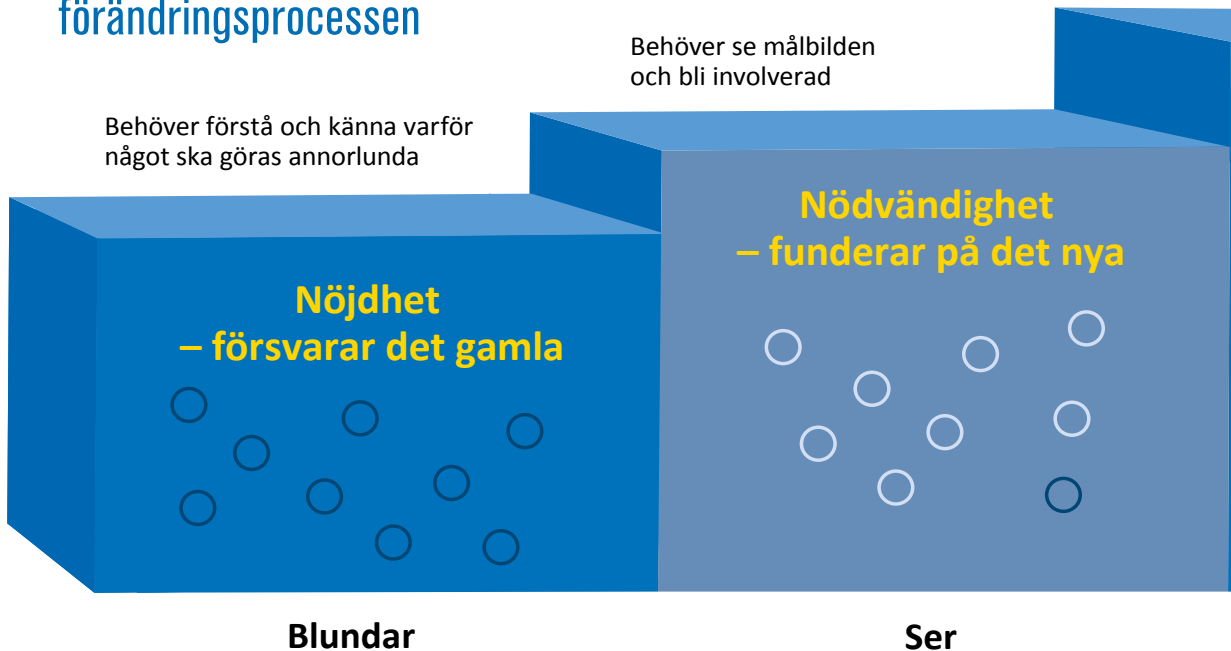 förändringsprocessen
Behöver se målbilden
och bli involverad
Behöver förstå och känna varför
något ska göras annorlunda
Nödvändighet
– funderar på det nya
Nöjdhet
– försvarar det gamla
Blundar
Ser